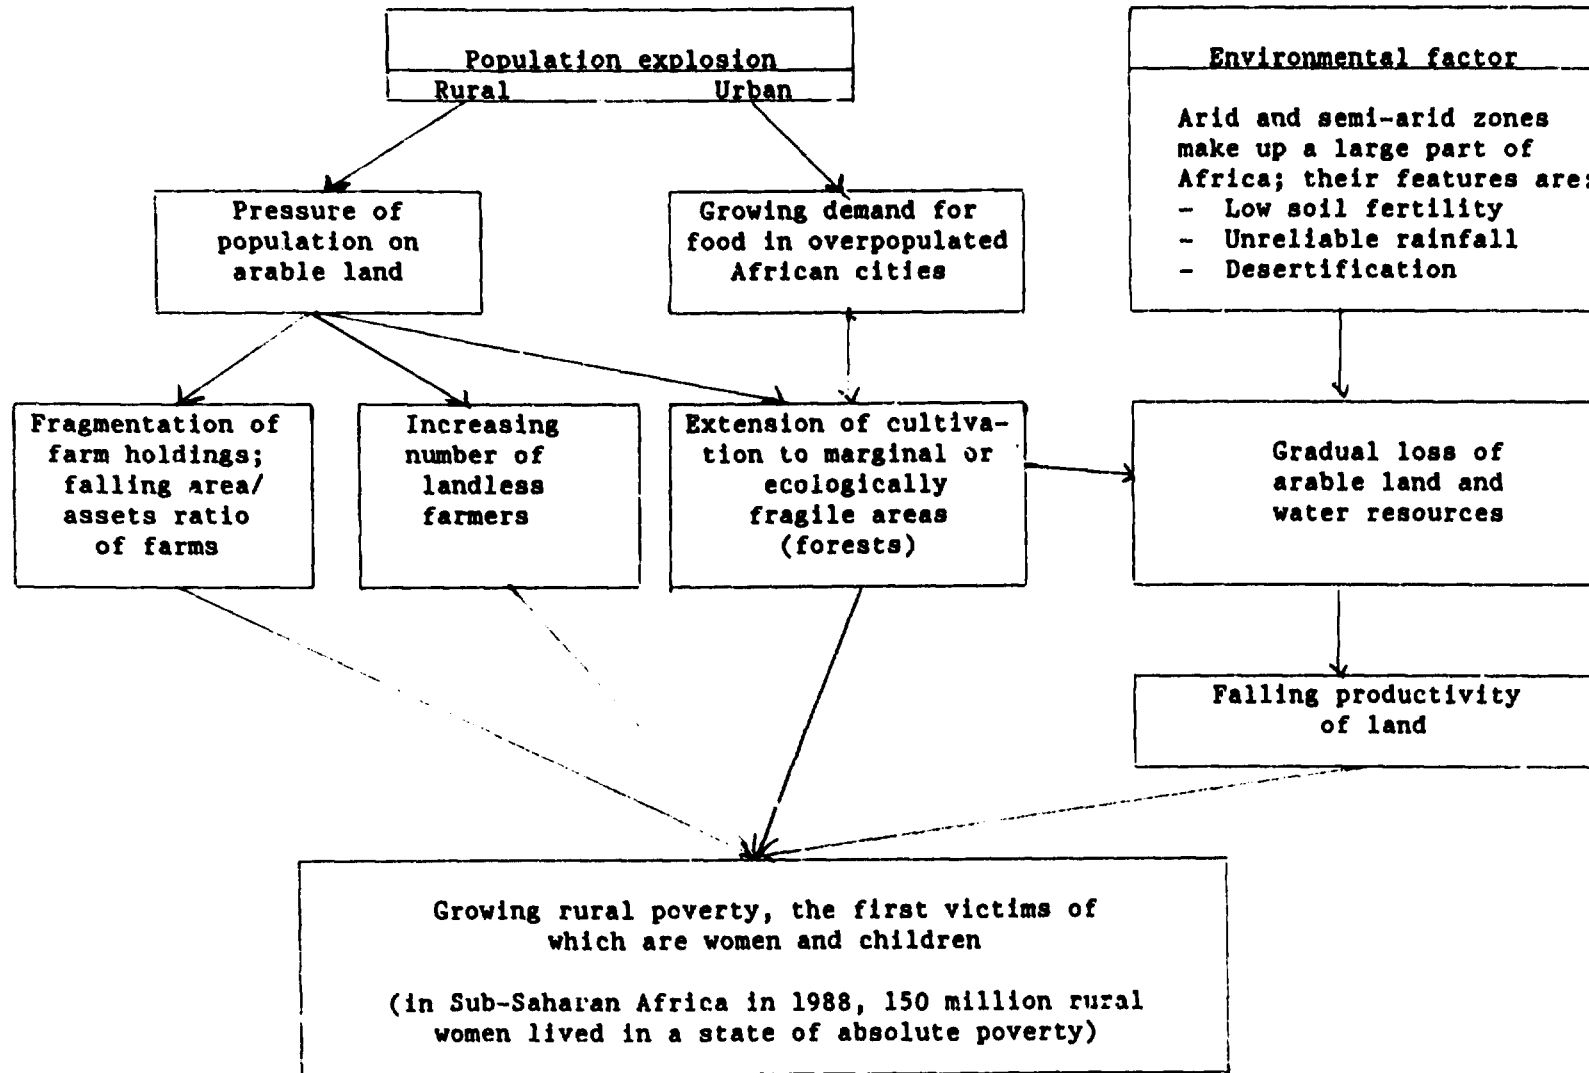 Population explosion
Rural Urban
Environmental factor
Arid and semi-arid zones
make up a large part of
Africa; their features are:
- Low soil fertility
- Unreliable rainfall
- Desertification
Pressure of
population on
arable land
Growing demand for
food in overpopulated
African cities
Fragmentation of
farm holdings;
falling area/
assets ratio
of farms
Increasing
number of
landless
farmers
Extension of cultiva-
tion to marginal or
ecologically
fragile areas
(forests)
Gradual loss of
arable land and
water resources
Falling productivity
of land
Growing rural poverty, the first victims of
which are women and children
(in Sub-Saharan Africa in 1988, 150 million rural
women lived in a state of absolute poverty)